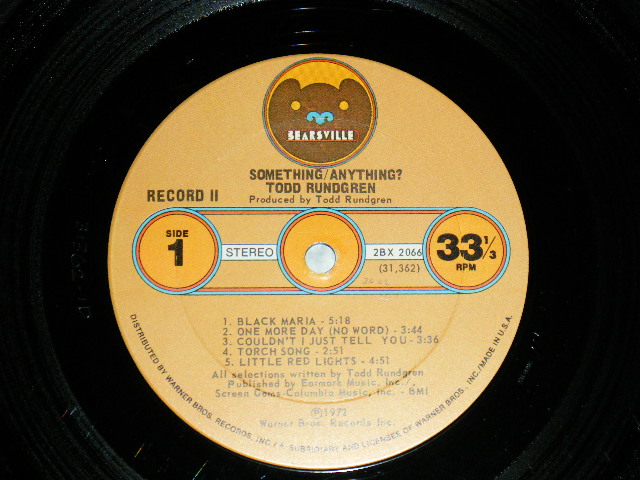 BEARSVILLE
SOMETHING/ANYTHING?
TODD RUNDGREN
Produced by Todd Rundgren
RECORD II
SIDE
1
STEREO
2BX 2066
(31,362)
33 1/3
RPM
1. BLACK MARIA - 5:18
2. ONE MORE DAY (NO WORD) - 3:44
3. COULDN'T I JUST TELL YOU - 3:36
4. TORCH SONG - 2:51
5. LITTLE RED LIGHTS - 4:51
All selections written by Todd Rundgren
Published by Earmark Music, Inc./
Screen Gems-Columbia Music, Inc. - BMI
℗1972
Warner Bros. Records Inc.
DISTRIBUTED BY WARNER BROS. RECORDS, INC./A SUBSIDIARY AND LICENSEE OF WARNER BROS., INC./MADE IN U.S.A.